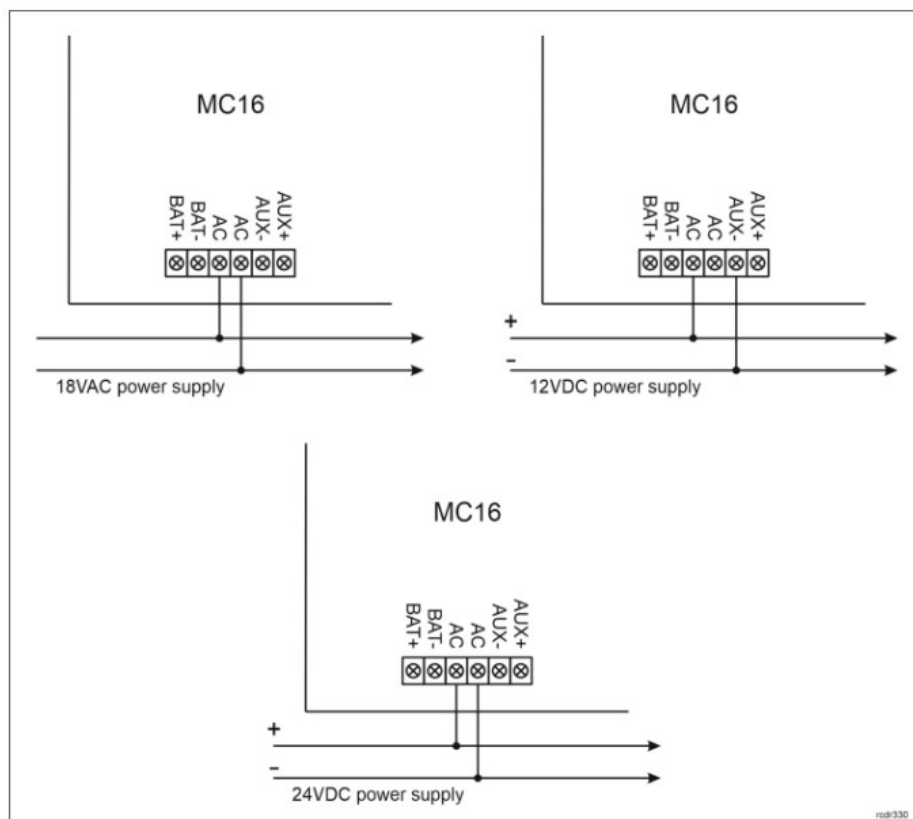 MC16
BAT+
BAT-
AC
AC
AUX-
AUX+
18VAC power supply
MC16
BAT+
BAT-
AC
AC
AUX-
AUX+
+
-
12VDC power supply
MC16
BAT+
BAT-
AC
AC
AUX-
AUX+
+
-
24VDC power supply
rcdr330